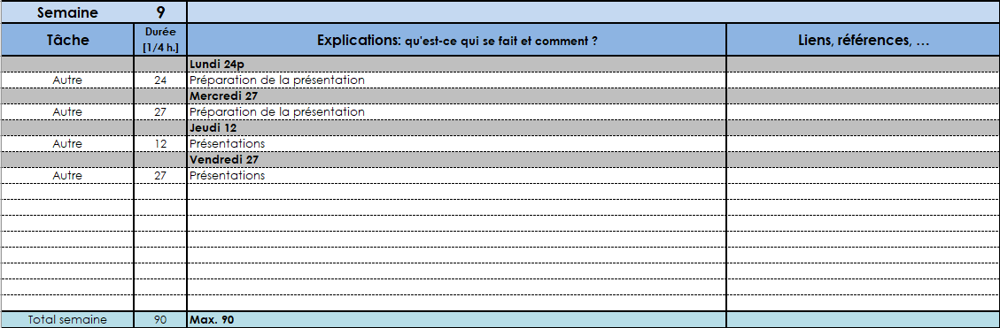 Semaine 9
Tâche Durée [1/4 h.] Explications: qu'est-ce qui se fait et comment ? Liens, références, ...
Lundi 24p
Autre 24 Préparation de la présentation
Mercredi 27
Autre 27 Préparation de la présentation
Jeudi 12
Autre 12 Présentations
Vendredi 27
Autre 27 Présentations
Total semaine 90 Max. 90